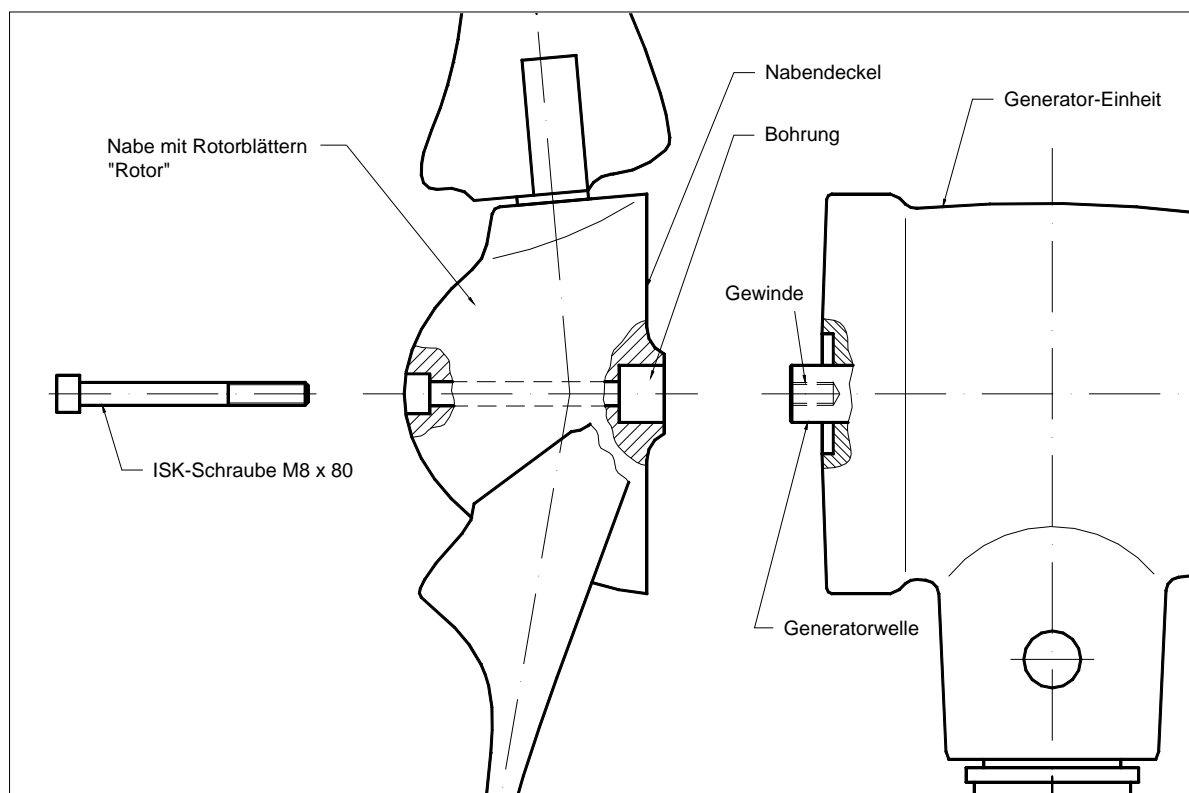 Nabendeckel
Generator-Einheit
Bohrung
Nabe mit Rotorblättern
"Rotor"
Gewinde
ISK-Schraube M8 x 80
Generatorwelle